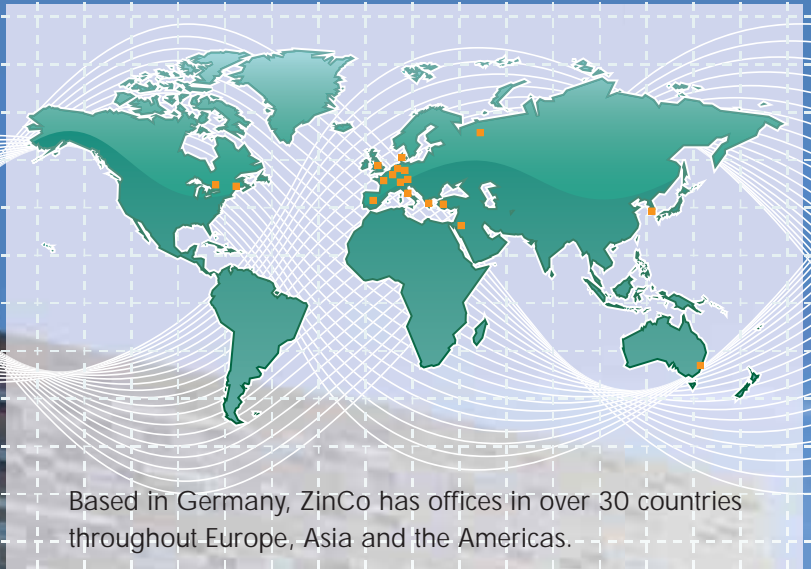 Based in Germany, ZinCo has offices in over 30 countries
throughout Europe, Asia and the Americas.